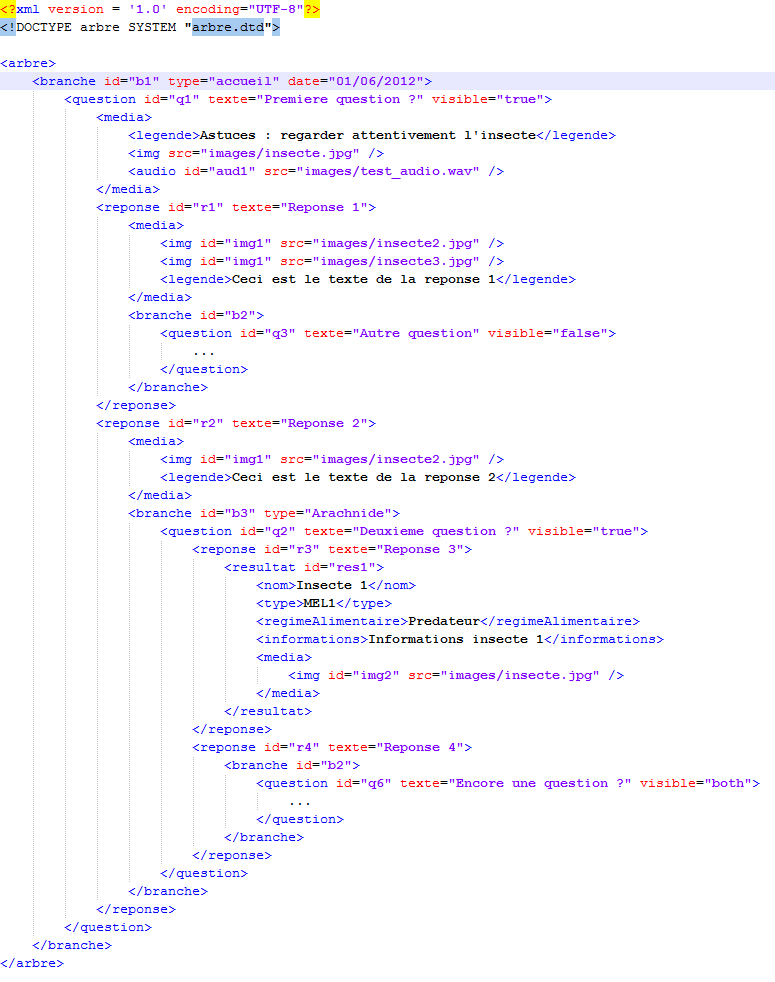 <?xml version = '1.0' encoding="UTF-8"?>
<!DOCTYPE arbre SYSTEM "arbre.dtd">

<arbre>
    <branche id="b1" type="accueil" date="01/06/2012">
        <question id="q1" texte="Premiere question ?" visible="true">
            <media>
                <legende>Astuces : regarder attentivement l'insecte</legende>
                <img src="images/insecte.jpg" />
                <audio id="aud1" src="images/test_audio.wav" />
            </media>
            <reponse id="r1" texte="Reponse 1">
                <media>
                    <img id="img1" src="images/insecte2.jpg" />
                    <img id="img1" src="images/insecte3.jpg" />
                    <legende>Ceci est le texte de la reponse 1</legende>
                </media>
                <branche id="b2">
                    <question id="q3" texte="Autre question" visible="false">
                        ...
                    </question>
                </branche>
            </reponse>
            <reponse id="r2" texte="Reponse 2">
                <media>
                    <img id="img1" src="images/insecte2.jpg" />
                    <legende>Ceci est le texte de la reponse 2</legende>
                </media>
                <branche id="b3" type="Arachnide">
                    <question id="q2" texte="Deuxieme question ?" visible="true">
                        <reponse id="r3" texte="Reponse 3">
                            <resultat id="res1">
                                <nom>Insecte 1</nom>
                                <type>MEL1</type>
                                <regimeAlimentaire>Predateur</regimeAlimentaire>
                                <informations>Informations insecte 1</informations>
                                <media>
                                    <img id="img2" src="images/insecte.jpg" />
                                </media>
                            </resultat>
                        </reponse>
                        <reponse id="r4" texte="Reponse 4">
                            <branche id="b2">
                                <question id="q6" texte="Encore une question ?" visible="both">
                                    ...
                                </question>
                            </branche>
                        </reponse>
                    </question>
                </branche>
            </reponse>
        </question>
    </branche>
</arbre>